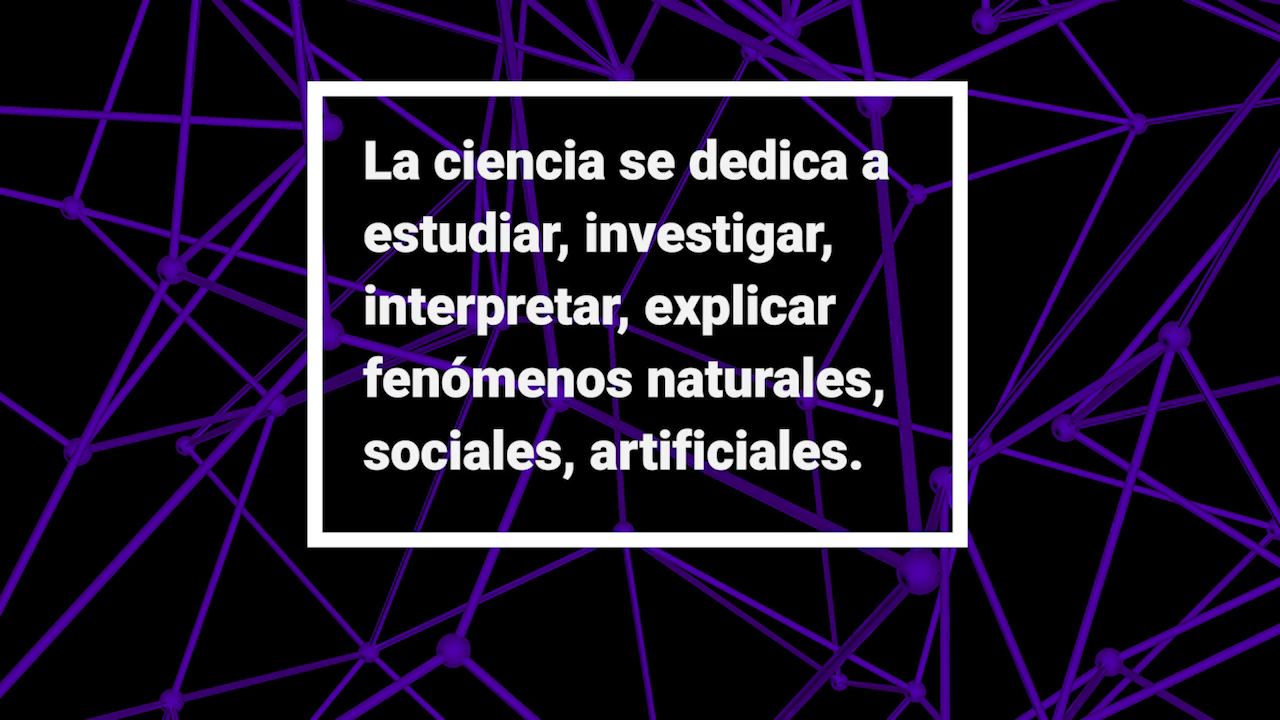 La ciencia se dedica a
estudiar, investigar,
interpretar, explicar
fenómenos naturales,
sociales, artificiales.